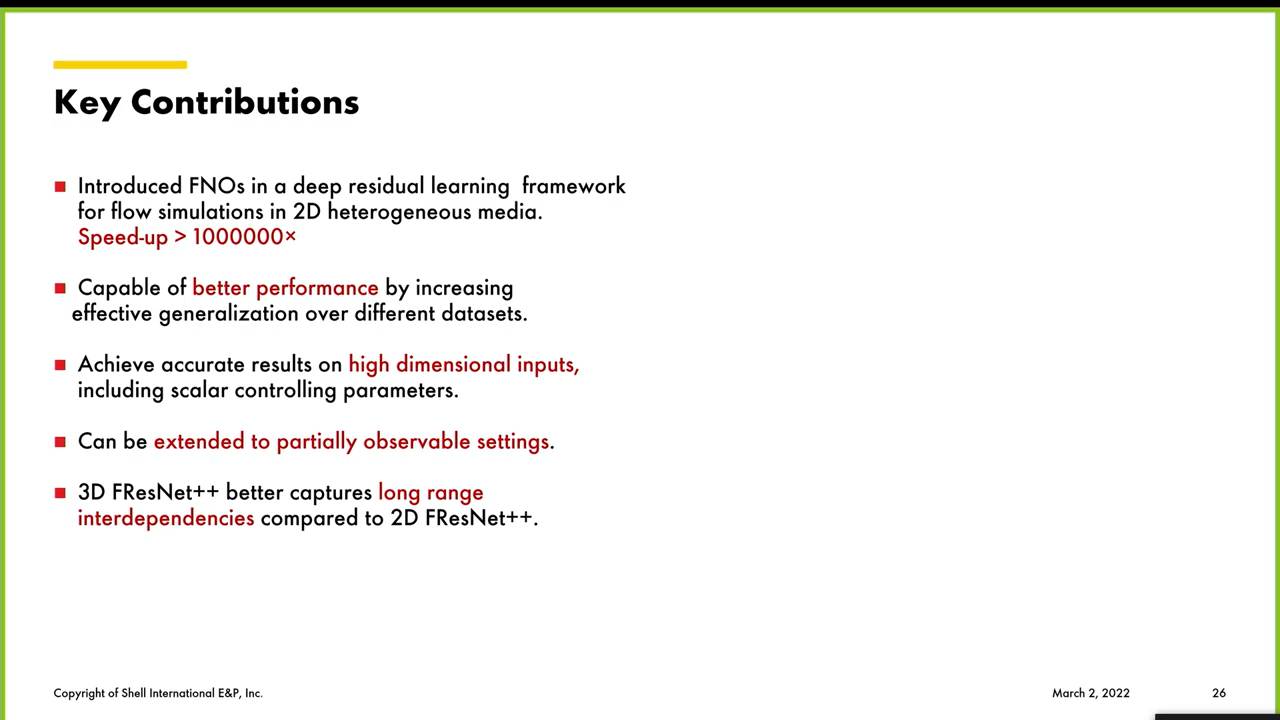 Key Contributions
Introduced FNOs in a deep residual learning framework
for flow simulations in 2D heterogeneous media.
Speed-up > 1000000×
Capable of better performance by increasing
effective generalization over different datasets.
Achieve accurate results on high dimensional inputs,
including scalar controlling parameters.
Can be extended to partially observable settings.
3D FResNet++ better captures long range
interdependencies compared to 2D FResNet++.
Copyright of Shell International E&P, Inc.
March 2, 2022
26